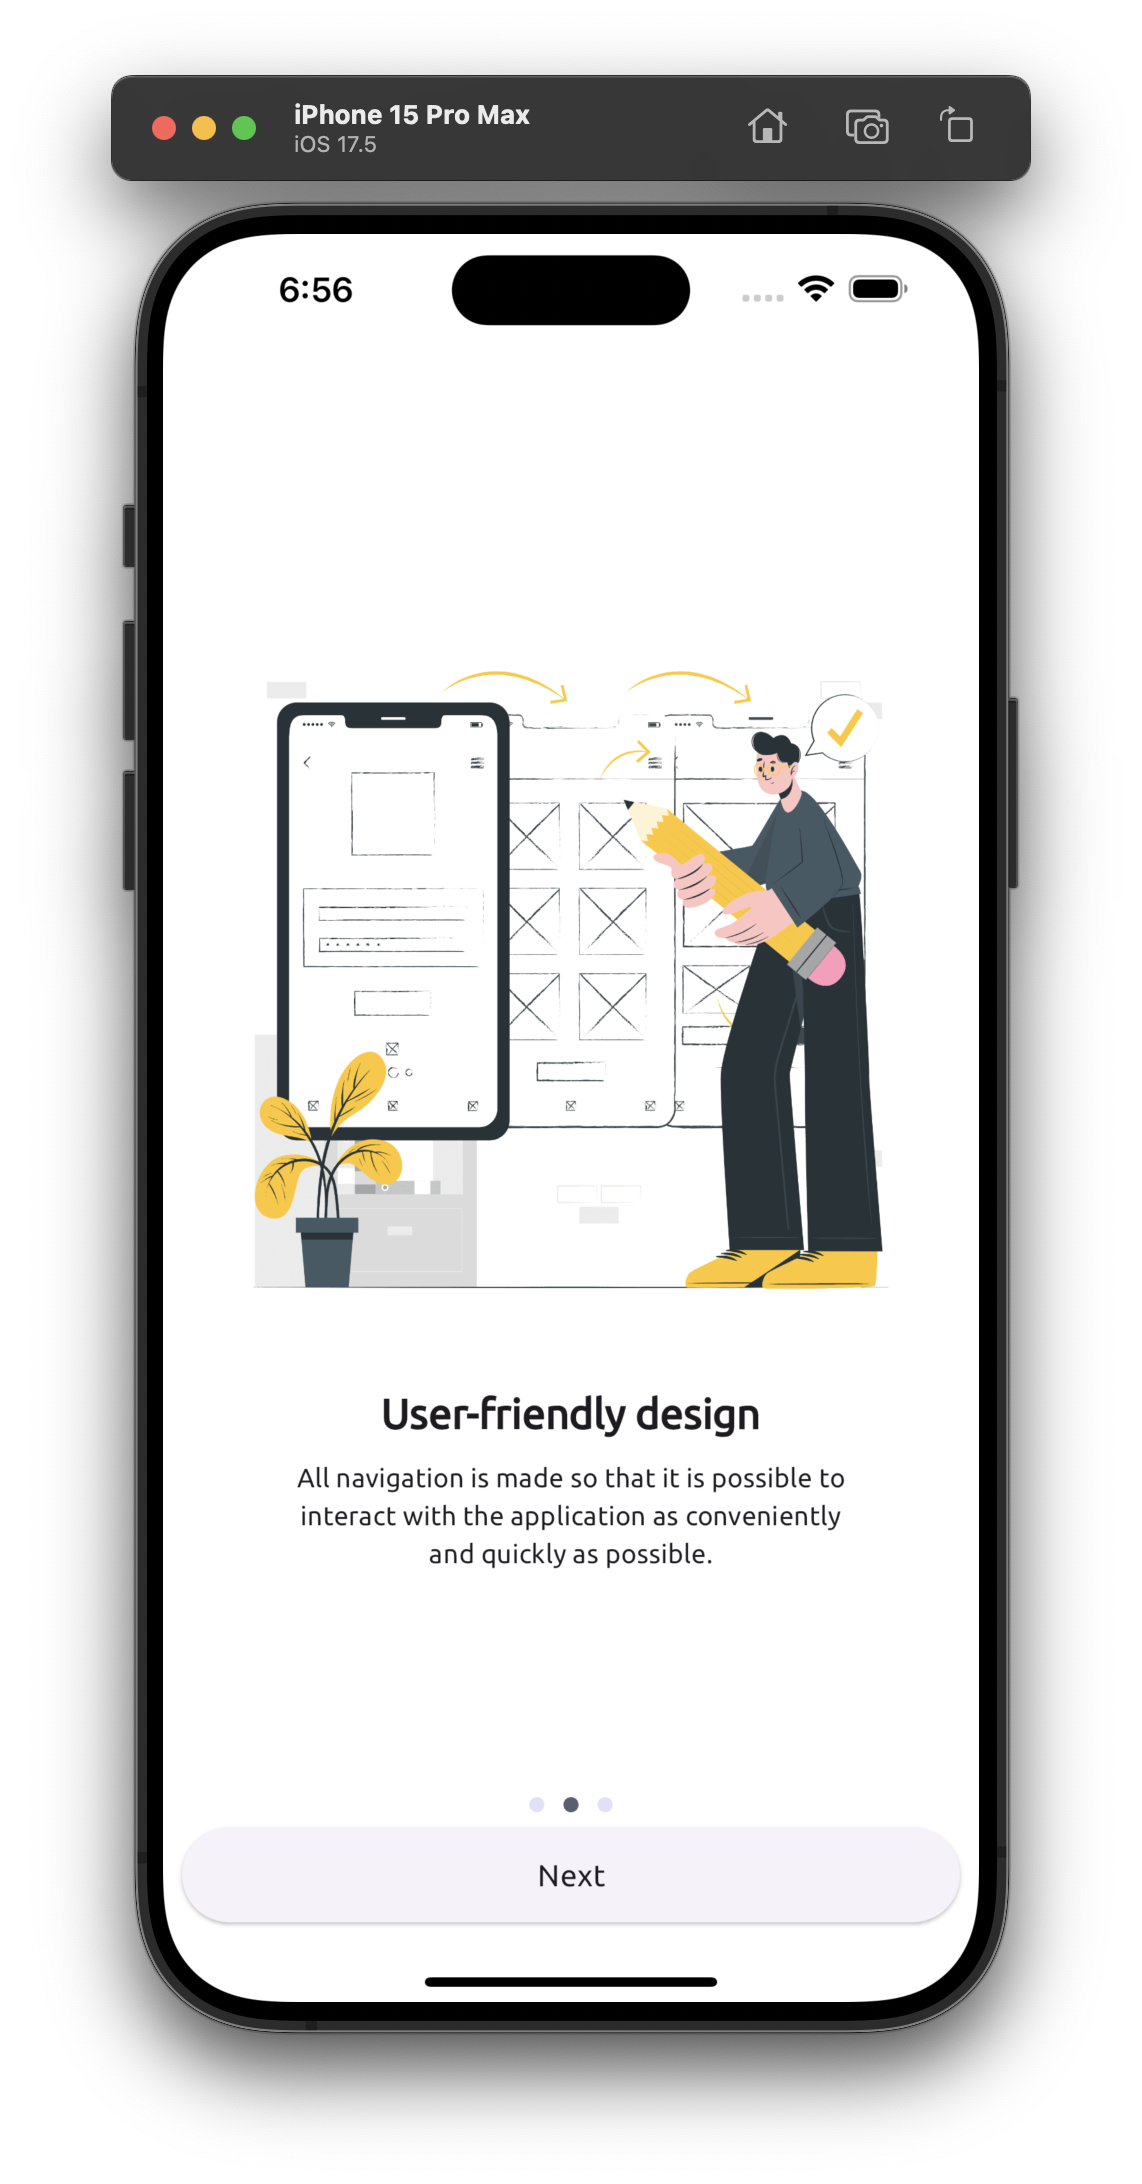 iPhone 15 Pro Max
iOS 17.5
6:56
User-friendly design
All navigation is made so that it is possible to
interact with the application as conveniently
and quickly as possible.
Next